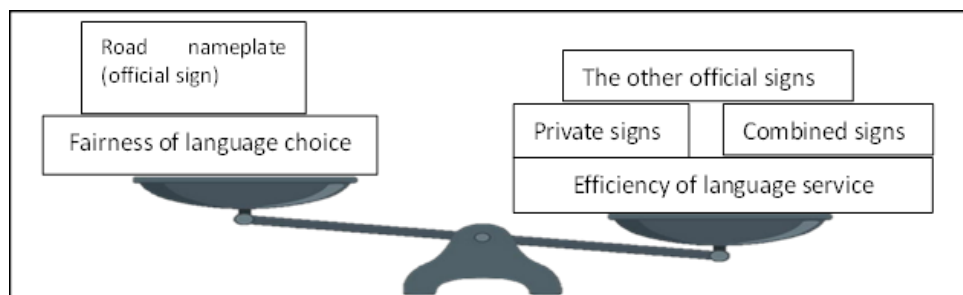 Road nameplate
(official sign)
Fairness of language choice
The other official signs
Private signs
Combined signs
Efficiency of language service